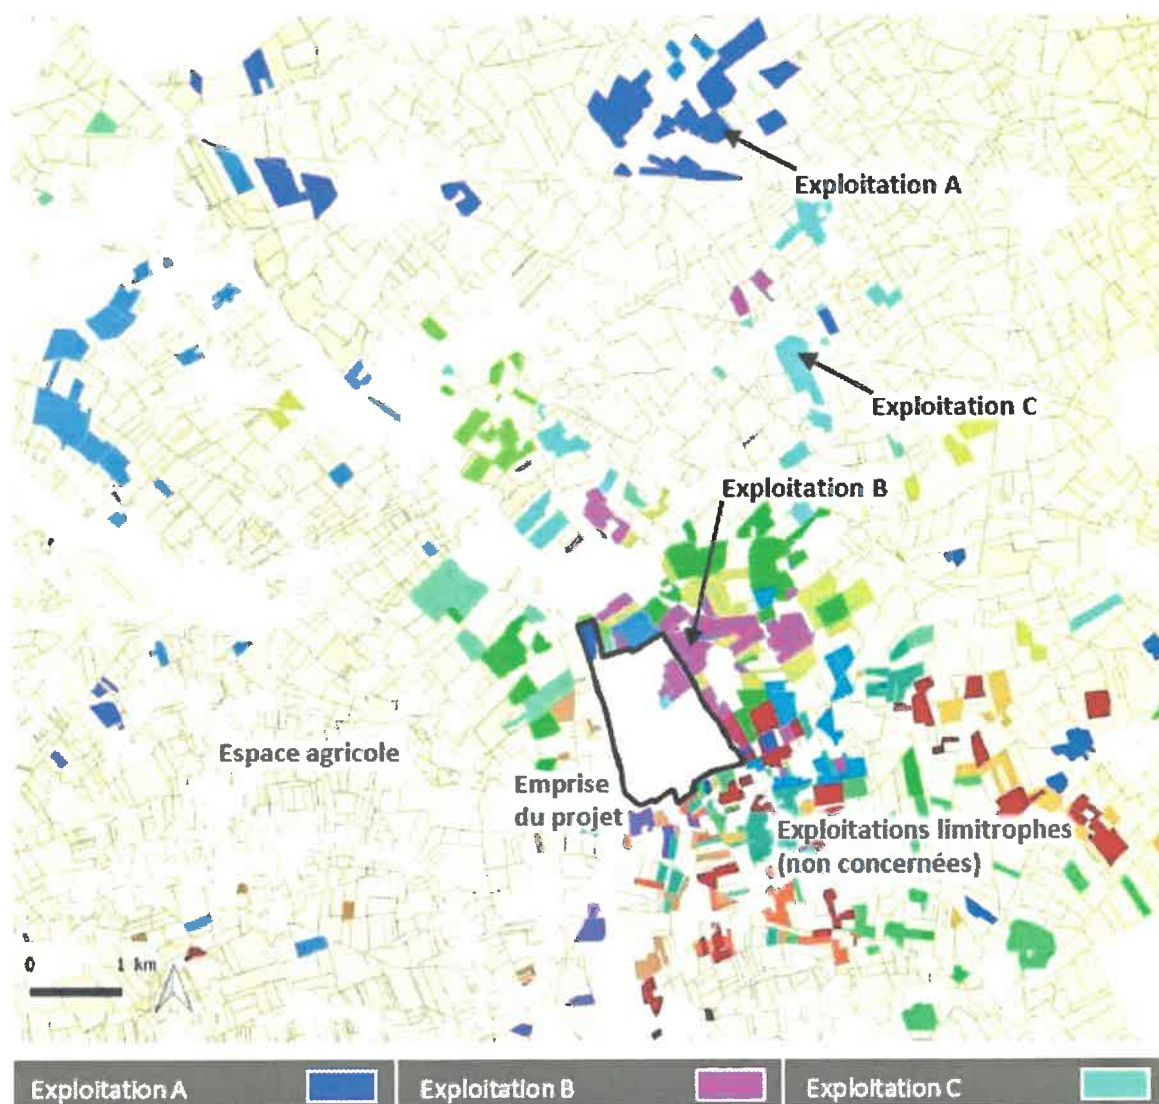 Exploitation A
Exploitation C
Exploitation B
Espace agricole
Emprise
du projet
Exploitations limitrophes
(non concernées)
0 1 km
Exploitation A Exploitation B Exploitation C